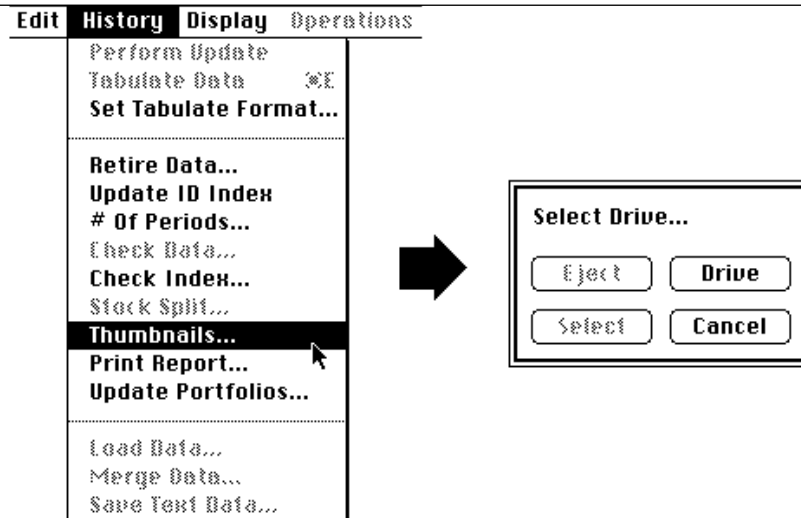 Edit History Display Operations
Perform Update
Tabulate Data ⌘E
Set Tabulate Format...
Retire Data...
Update ID Index
# Of Periods...
Check Data...
Check Index...
Stock Split...
Thumbnails...
Print Report...
Update Portfolios...
Load Data...
Merge Data...
Save Text Data...
Select Drive...
Eject Drive
Select Cancel